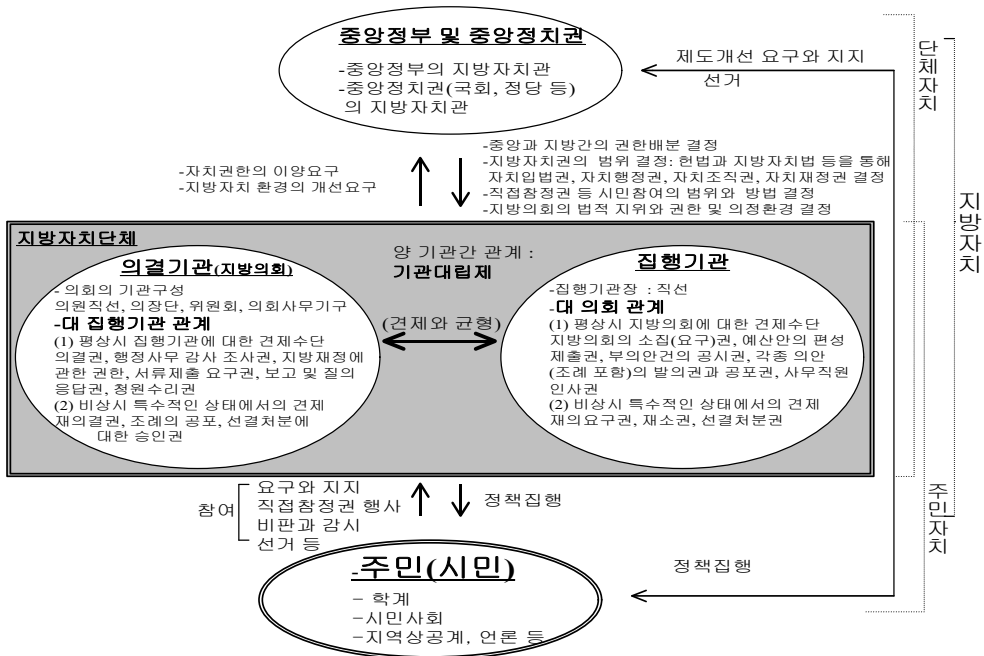 중앙정부 및 중앙정치권
-중앙정부의 지방자치관
-중앙정치권(국회, 정당 등)
의 지방자치관
제도개선 요구와 지지
선거
단체자치
지방자치
주민자치
-자치권한의 이양요구
-지방자치 환경의 개선요구
-중앙과 지방간의 권한배분 결정
-지방자치권의 범위 결정: 헌법과 지방자치법 등을 통해
자치입법권, 자치행정권, 자치조직권, 자치재정권 결정
-직접참정권 등 시민참여의 범위와 방법 결정
-지방의회의 법적 지위와 권한 및 의정환경 결정
지방자치단체
의결기관(지방의회)
- 의회의 기관구성
의원직선, 의장단, 위원회, 의회사무기구
-대 집행기관 관계
(1) 평상시 집행기관에 대한 견제수단
의결권, 행정사무 감사 조사권, 지방재정에
관한 권한, 서류제출 요구권, 보고 및 질의
응답권, 청원수리권
(2) 비상시 특수적인 상태에서의 견제
재의결권, 조례의 공포, 선결처분에
대한 승인권
양 기관간 관계 :
기관대립제
(견제와 균형)
집행기관
-집행기관장 : 직선
-대 의회 관계
(1) 평상시 지방의회에 대한 견제수단
지방의회의 소집(요구)권, 예산안의 편성
제출권, 부의안건의 공시권, 각종 의안
(조례 포함)의 발의권과 공포권, 사무직원
인사권
(2) 비상시 특수적인 상태에서의 견제
재의요구권, 재소권, 선결처분권
참여
요구와 지지
직접참정권 행사
비판과 감시
선거 등
정책집행
-주민(시민)
- 학계
-시민사회
-지역상공계, 언론 등
정책집행